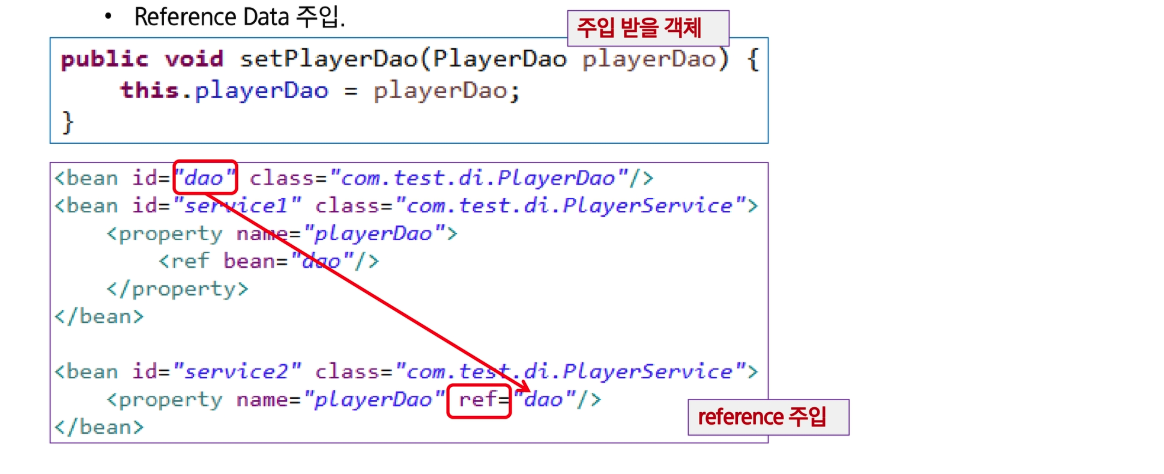 • Reference Data 주입.
주입 받을 객체
public void setPlayerDao(PlayerDao playerDao) {
    this.playerDao = playerDao;
}
<bean id="dao" class="com.test.di.PlayerDao"/>
<bean id="service1" class="com.test.di.PlayerService">
    <property name="playerDao">
        <ref bean="dao"/>
    </property>
</bean>
<bean id="service2" class="com.test.di.PlayerService">
    <property name="playerDao" ref="dao"/>
</bean>
reference 주입